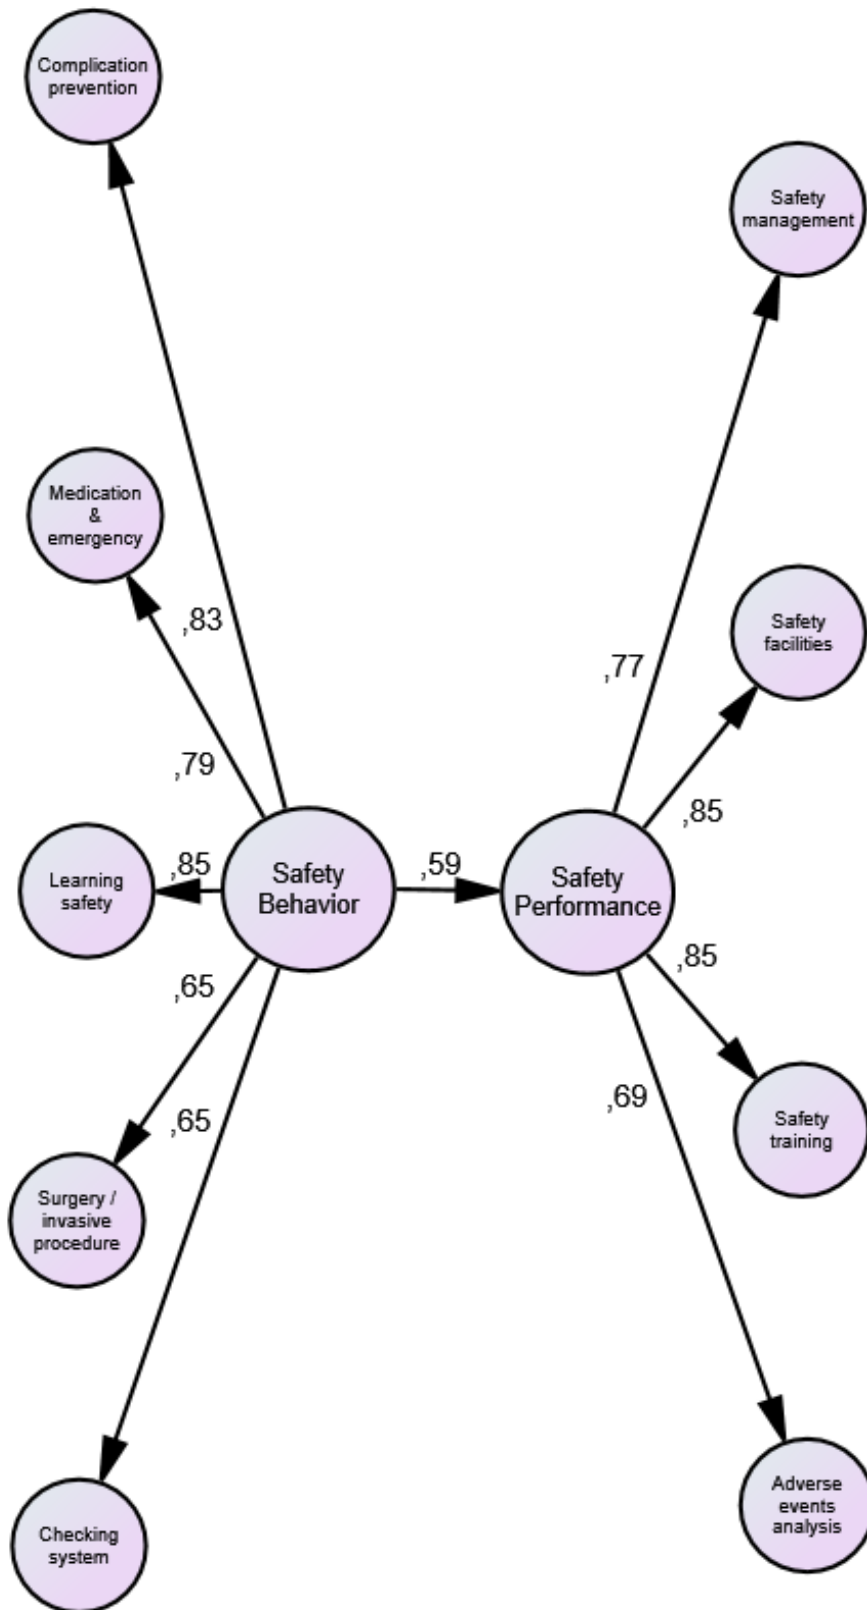 Complication
prevention
Safety
management
Medication
&
emergency
,83
Safety
facilities
,77
,79
,85
Learning
safety
,85
Safety
Behavior
,59
Safety
Performance
,65
,85
,65
,69
Safety
training
Surgery /
invasive
procedure
Checking
system
Adverse
events
analysis